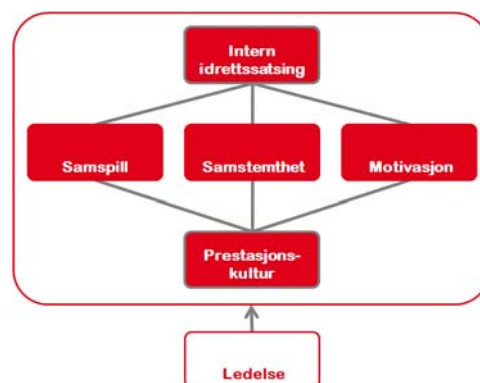 Intern
idrettssatsing
Samspill
Samstemthet
Motivasjon
Prestasjons-
kultur
Ledelse